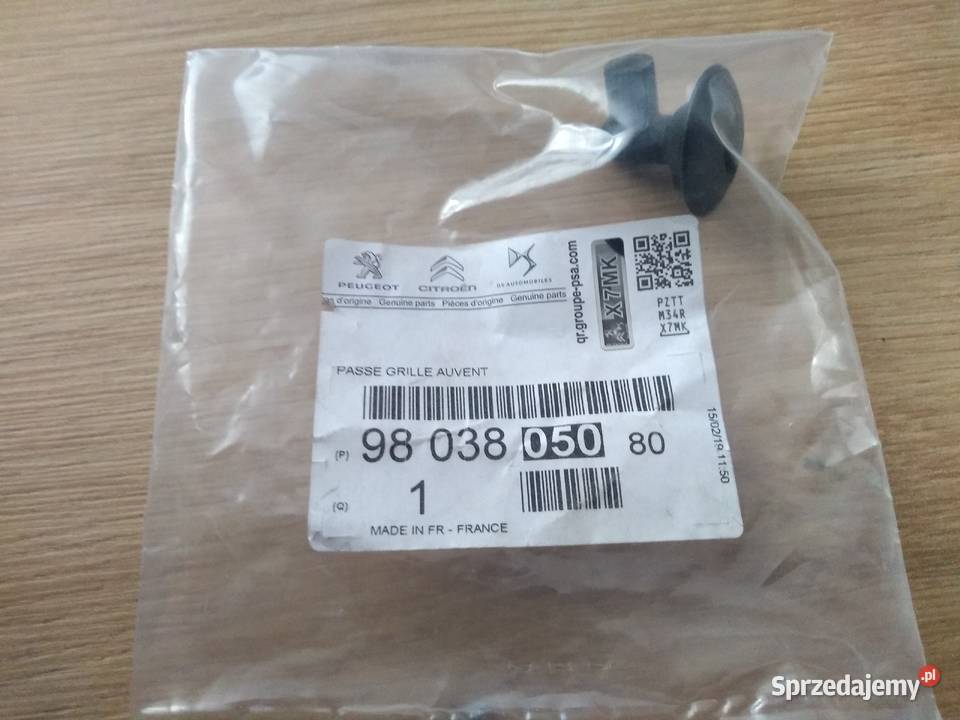 PEUGEOT
CITROËN
DS AUTOMOBILES
d'origine Genuine parts Pièces d'origine Genuine parts
qr.groupe-psa.com
X7MK
PZTT
M34R
X7MK
PASSE GRILLE AUVENT
(P) 98 038 050 80
(Q) 1
15/02/19 11:50
MADE IN FR - FRANCE
Sprzedajemy.pl